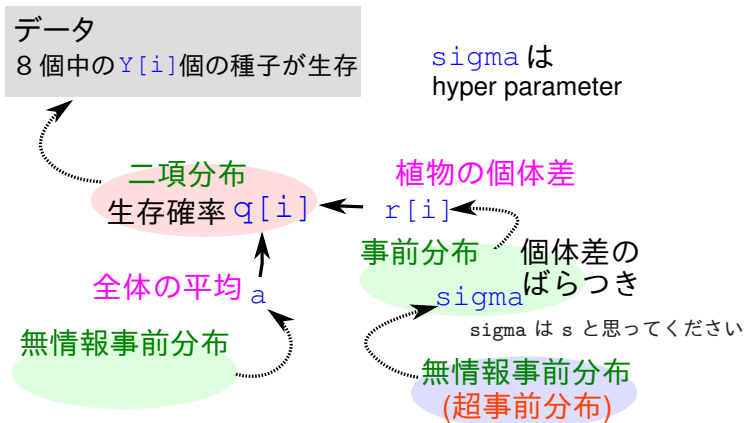 データ
8 個中の Y[i] 個の種子が生存
sigma は
hyper parameter
二項分布
生存確率 q[i]
植物の個体差
r[i]
事前分布
個体差の
ばらつき
sigma
全体の平均 a
sigma は s と思ってください
無情報事前分布
無情報事前分布
(超事前分布)